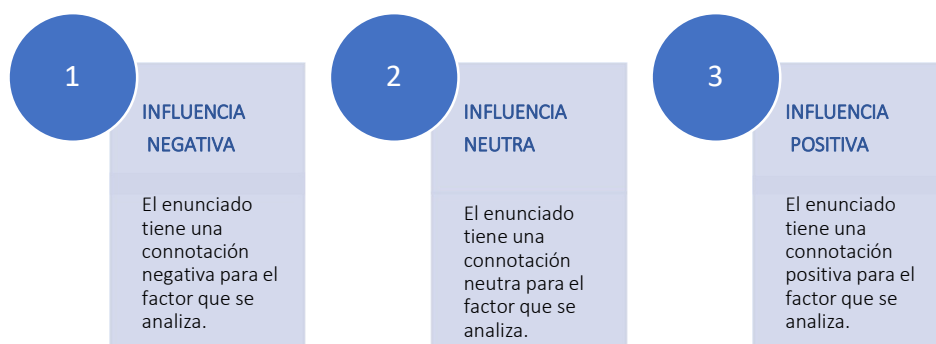 1
INFLUENCIA
NEGATIVA
El enunciado
tiene una
connotación
negativa para el
factor que se
analiza.
2
INFLUENCIA
NEUTRA
El enunciado
tiene una
connotación
neutra para el
factor que se
analiza.
3
INFLUENCIA
POSITIVA
El enunciado
tiene una
connotación
positiva para el
factor que se
analiza.